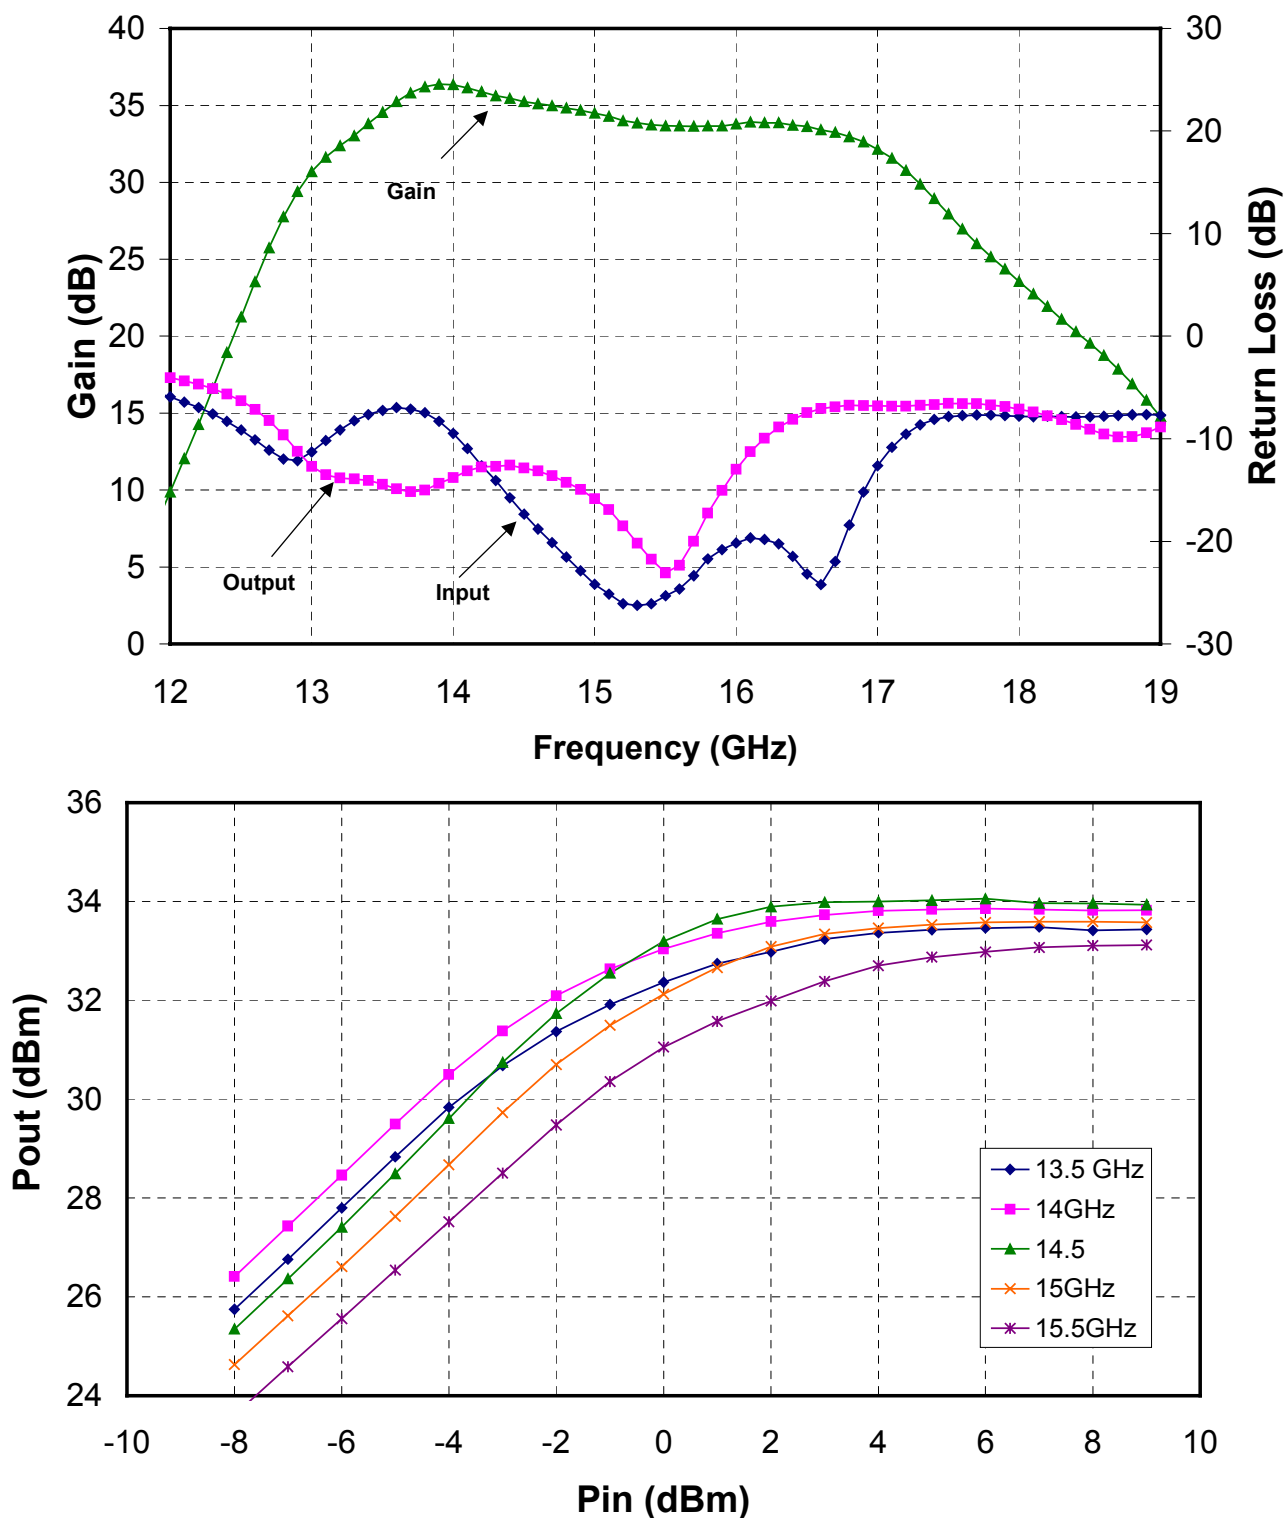 40
35
30
25
20
15
10
5
0
Gain (dB)
30
20
10
0
-10
-20
-30
Return Loss (dB)
Gain
Output
Input
12 13 14 15 16 17 18 19
Frequency (GHz)
36
34
32
30
28
26
24
Pout (dBm)
13.5 GHz
14GHz
14.5
15GHz
15.5GHz
-10 -8 -6 -4 -2 0 2 4 6 8 10
Pin (dBm)